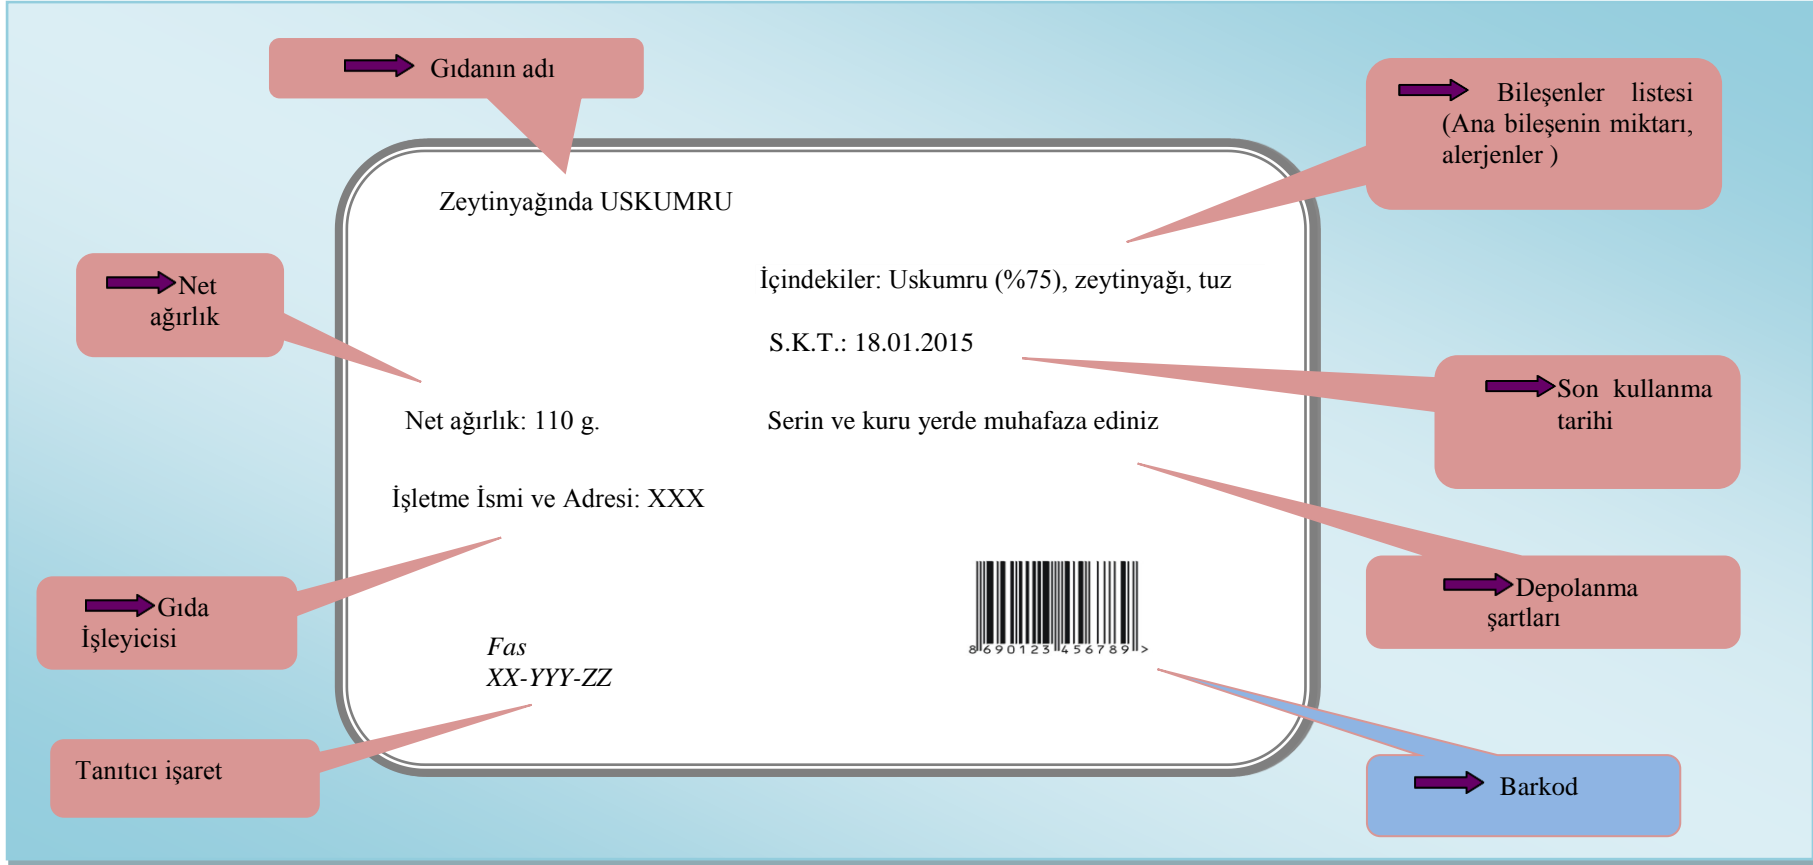 Gıdanın adı
Bileşenler listesi
(Ana bileşenin miktarı,
alerjenler )
Zeytinyağında USKUMRU
Net
ağırlık
İçindekiler: Uskumru (%75), zeytinyağı, tuz
S.K.T.: 18.01.2015
Son kullanma
tarihi
Net ağırlık: 110 g.
Serin ve kuru yerde muhafaza ediniz
İşletme İsmi ve Adresi: XXX
Gıda
İşleyicisi
Depolanma
şartları
Fas
XX-YYY-ZZ
8 690123 456789 >
Tanıtıcı işaret
Barkod